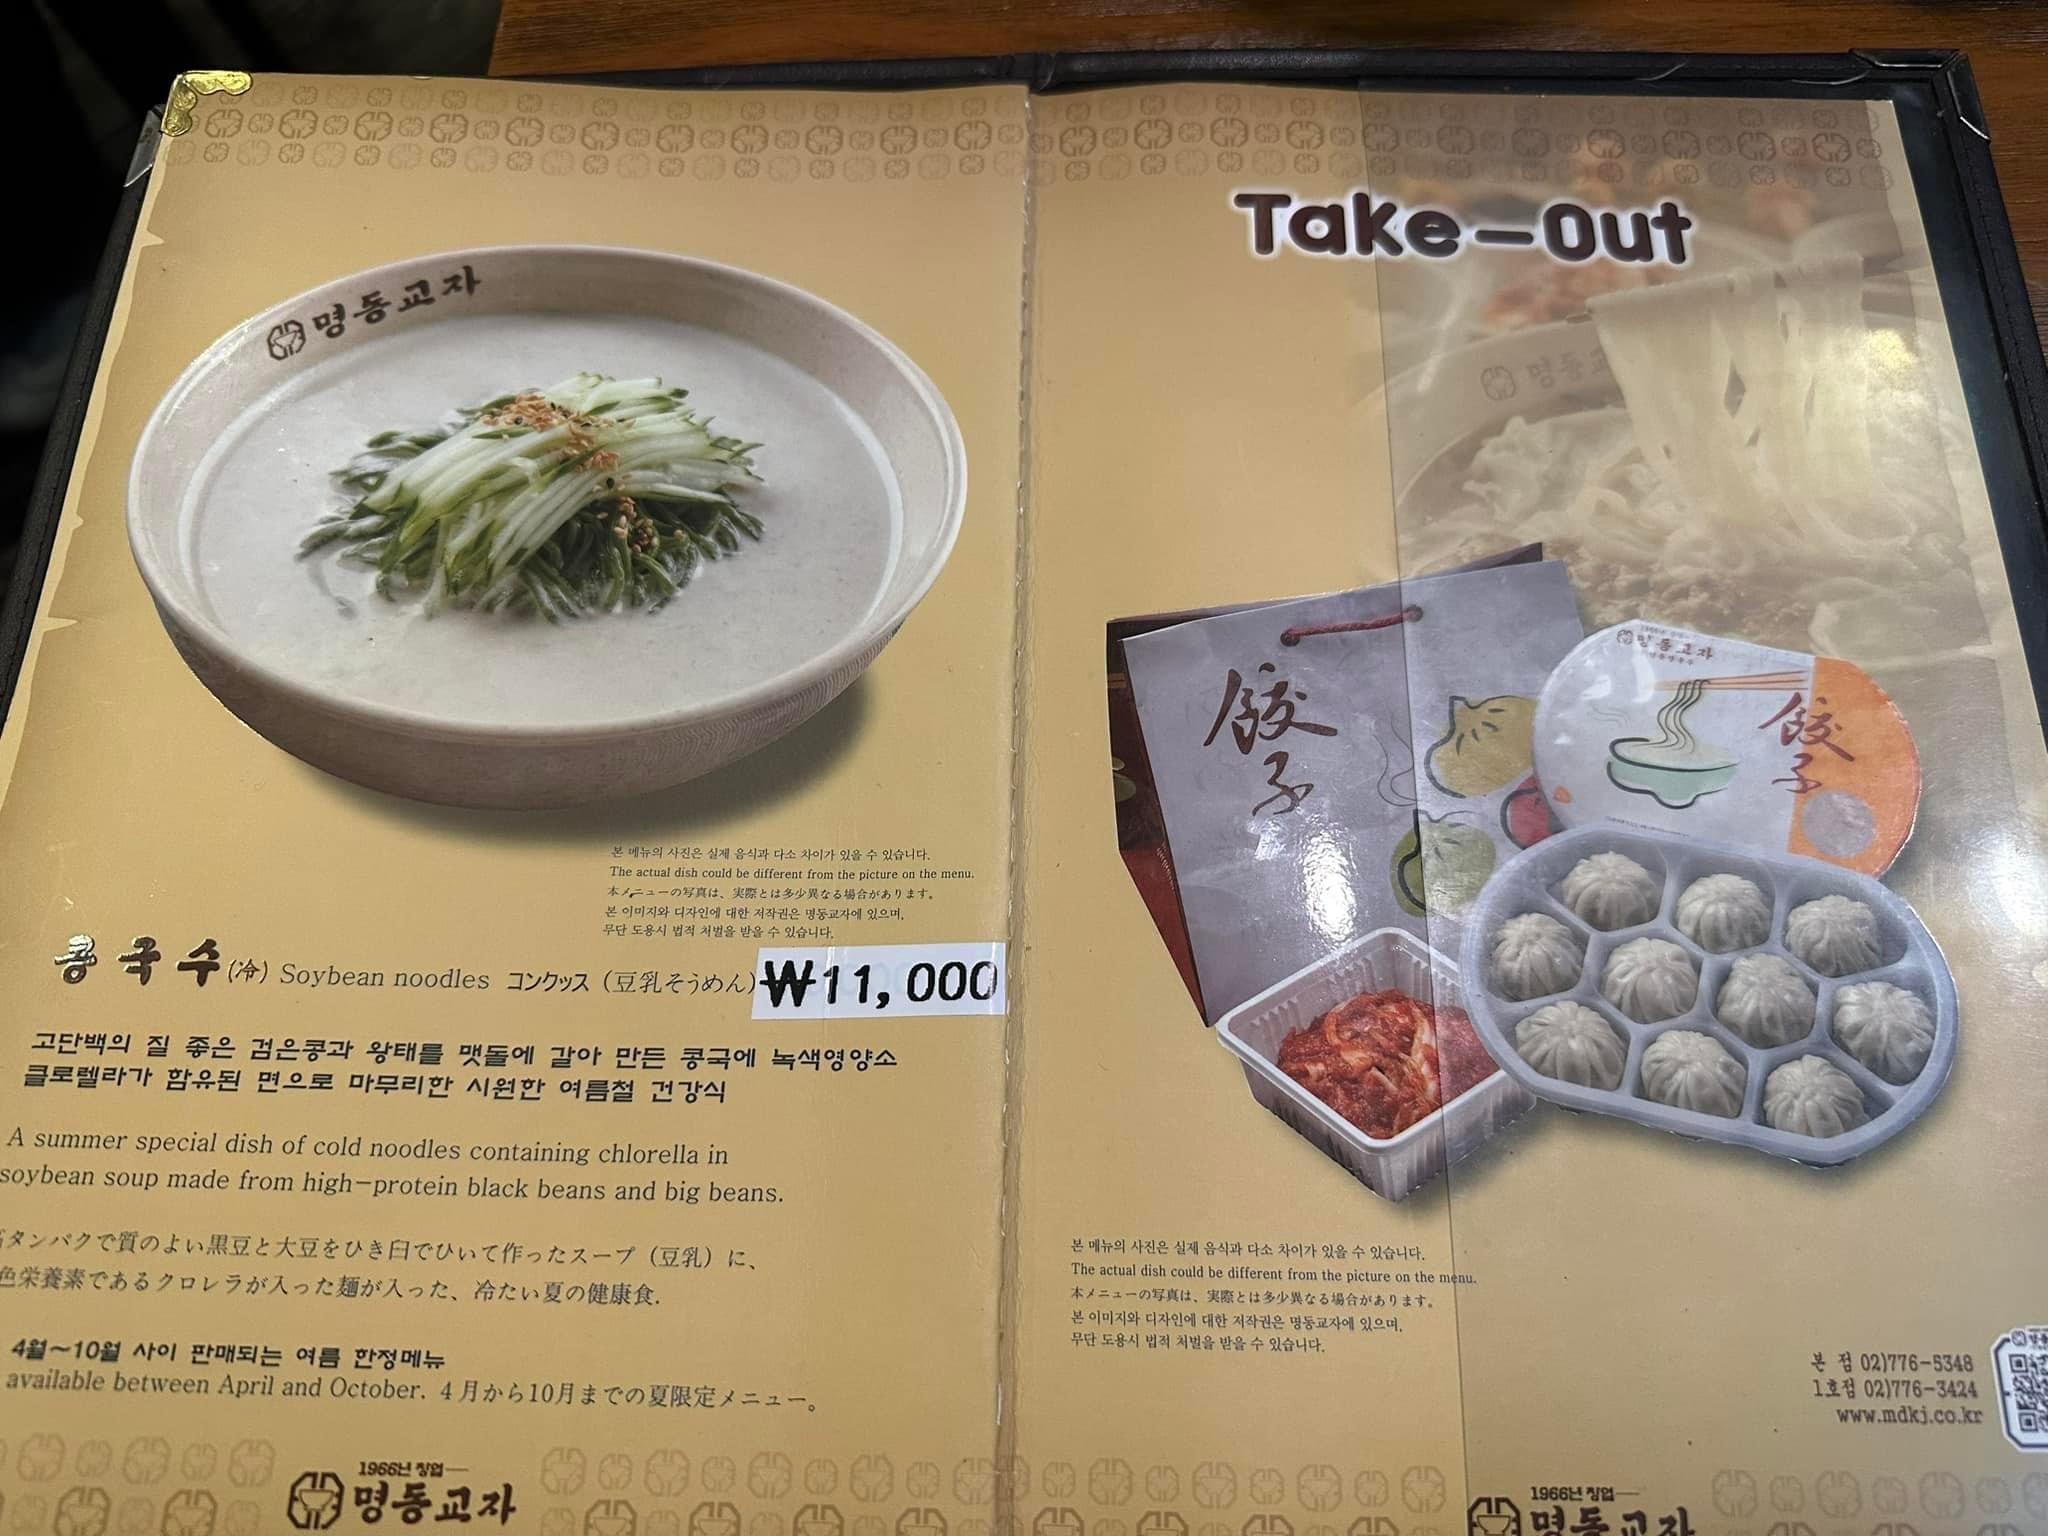 명동교자
본 메뉴의 사진은 실제 음식과 다소 차이가 있을 수 있습니다.
The actual dish could be different from the picture on the menu.
本メニューの写真は、実際とは多少異なる場合があります。
본 이미지와 디자인에 대한 저작권은 명동교자에 있으며,
무단 도용시 법적 처벌을 받을 수 있습니다.
콩국수(冷) Soybean noodles コンクッス (豆乳そうめん) ₩11,000
고단백의 질 좋은 검은콩과 왕태를 맷돌에 갈아 만든 콩국에 녹색영양소
클로렐라가 함유된 면으로 마무리한 시원한 여름철 건강식
A summer special dish of cold noodles containing chlorella in
soybean soup made from high-protein black beans and big beans.
タンパクで質のよい黒豆と大豆をひき臼でひいて作ったスープ (豆乳) に、
色栄養素であるクロレラが入った麺が入った、冷たい夏の健康食.
4월~10월 사이 판매되는 여름 한정메뉴
available between April and October. 4月から10月までの夏限定メニュー。
1966년 창업
명동교자
Take-Out
명동교
餃子
명동교자
餃子
본 메뉴의 사진은 실제 음식과 다소 차이가 있을 수 있습니다.
The actual dish could be different from the picture on the menu.
本メニューの写真は、実際とは多少異なる場合があります。
본 이미지와 디자인에 대한 저작권은 명동교자에 있으며,
무단 도용시 법적 처벌을 받을 수 있습니다.
본 점 02)776-5348
1호점 02)776-3424
www.mdkj.co.kr
1966년 창업
명동교자